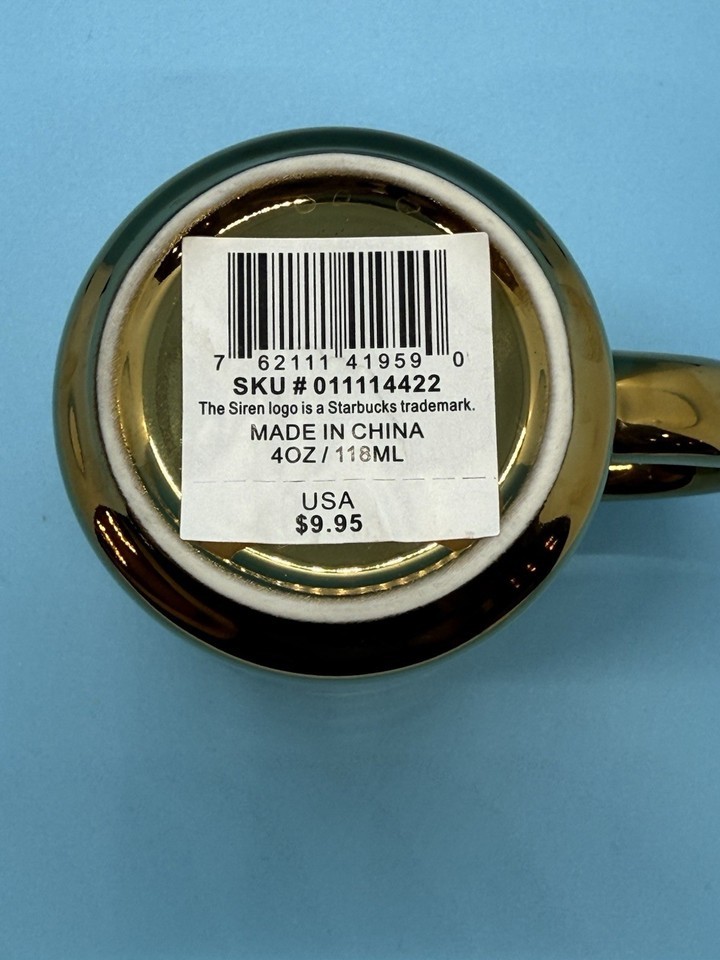 7 62111 41959 0
SKU # 011114422
The Siren logo is a Starbucks trademark.
MADE IN CHINA
4OZ / 118ML
USA
$9.95